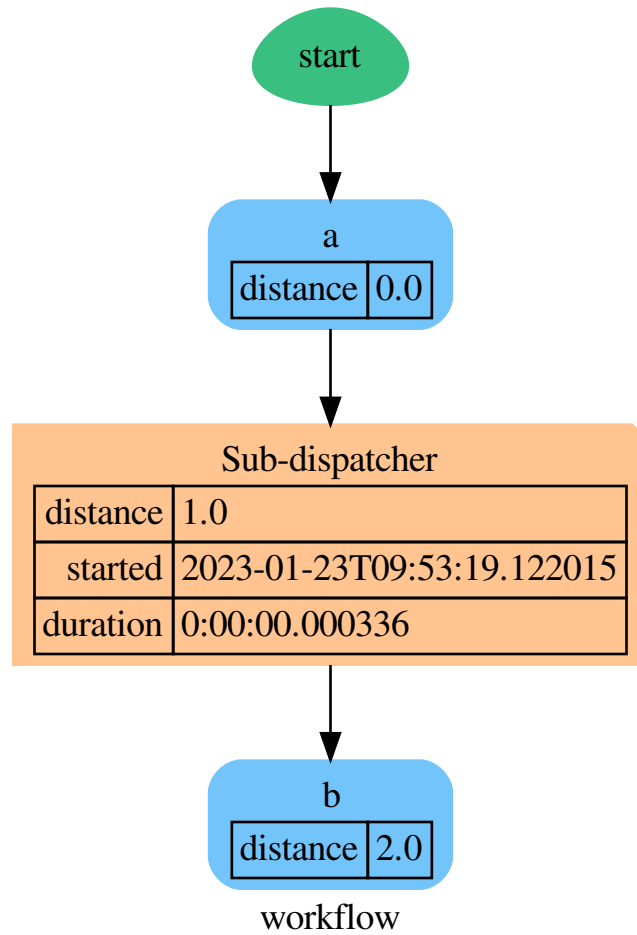 start
a
distance 0.0
Sub-dispatcher
distance 1.0
started 2023-01-23T09:53:19.122015
duration 0:00:00.000336
b
distance 2.0
workflow